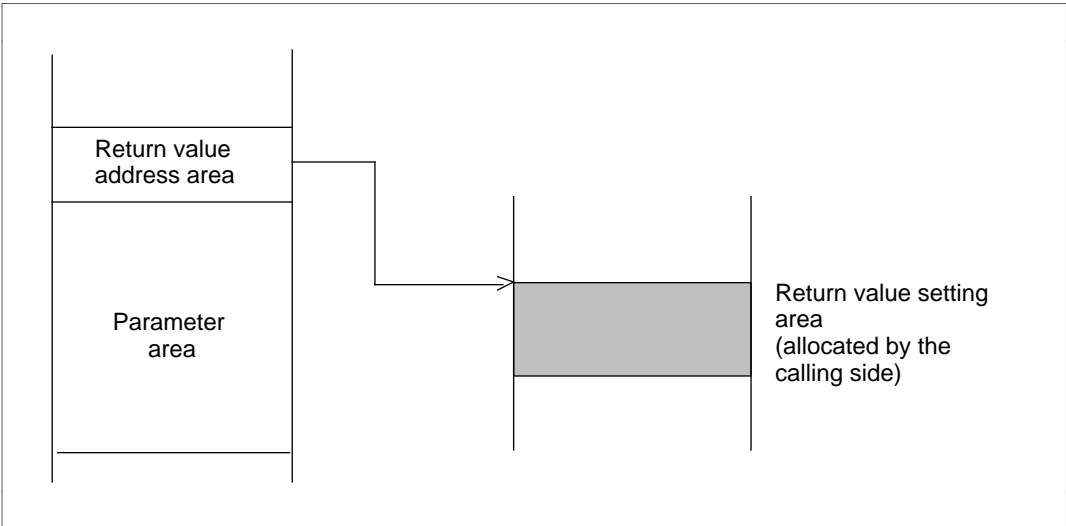 Return value
address area
Parameter
area
Return value setting
area
(allocated by the
calling side)